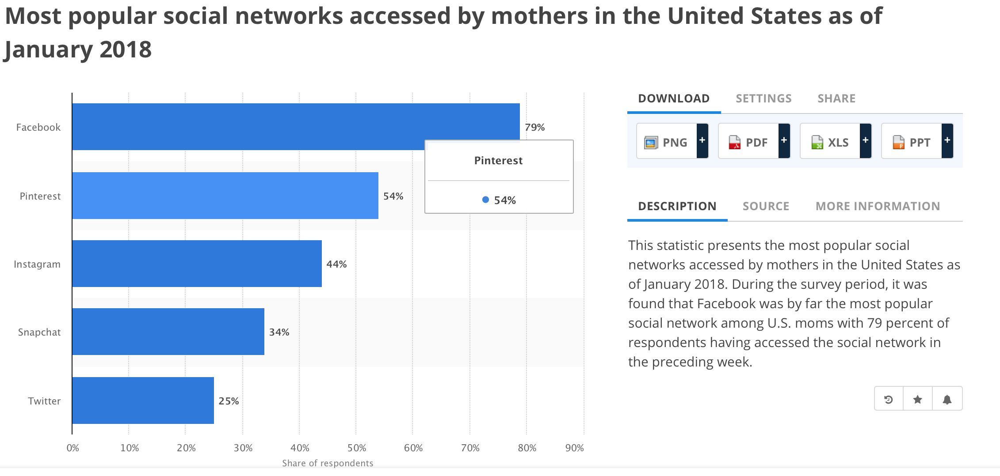 Most popular social networks accessed by mothers in the United States as of
January 2018
Facebook
79%
Pinterest
54%
Pinterest
54%
Instagram
44%
Snapchat
34%
Twitter
25%
0% 10% 20% 30% 40% 50% 60% 70% 80% 90%
Share of respondents
DOWNLOAD SETTINGS SHARE
PNG + PDF + XLS + PPT +
DESCRIPTION SOURCE MORE INFORMATION
This statistic presents the most popular social
networks accessed by mothers in the United States as
of January 2018. During the survey period, it was
found that Facebook was by far the most popular
social network among U.S. moms with 79 percent of
respondents having accessed the social network in
the preceding week.